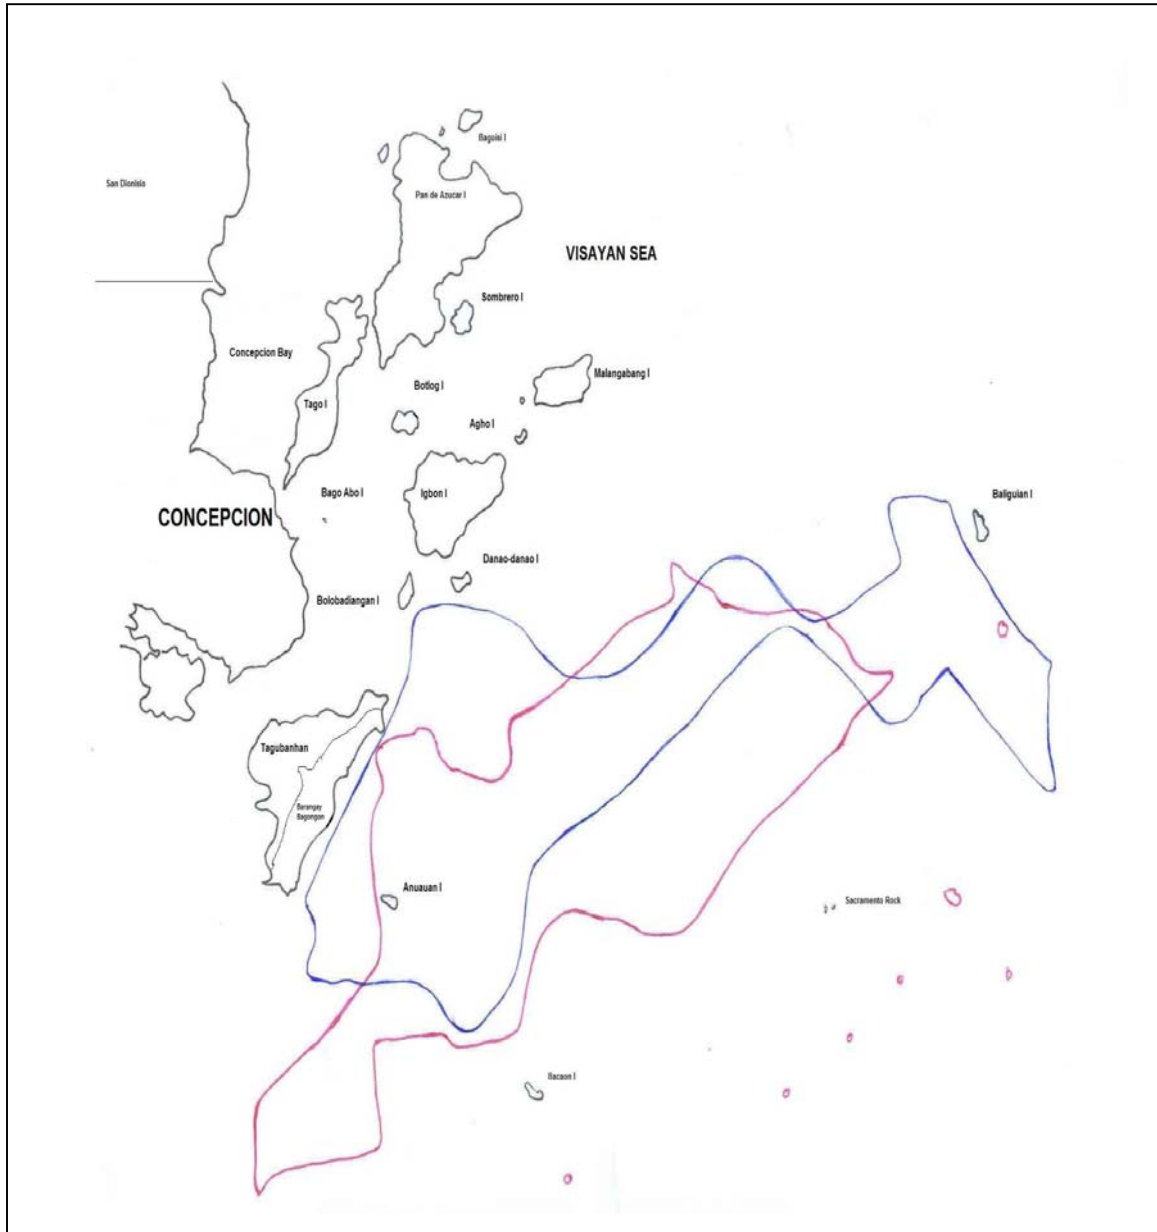 Bagoisi I
San Dionisio
Pan de Azucar I
VISAYAN SEA
Sombrero I
Concepcion Bay
Malangabang I
Botlog I
Tago I
Agho I
Bago Abo I
Igbon I
Baliguian I
CONCEPCION
Danao-danao I
Bolobadiangan I
Tagubanhan
Barangay
Bagongon
Anuauan I
Sacramento Rock
Ilacaon I